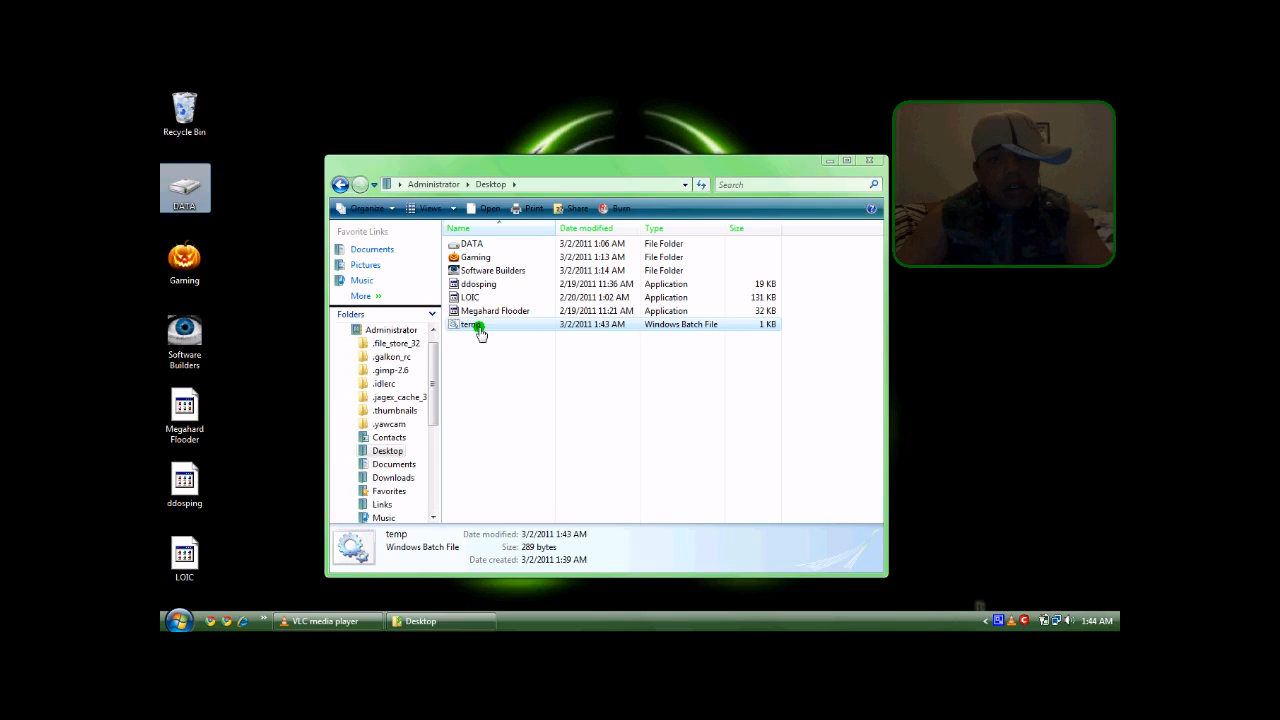 Recycle Bin
DATA
Gaming
Software
Builders
Megahard
Flooder
ddosping
LOIC
Administrator Desktop
Search
Organize Views Open Print Share Burn
Favorite Links
Documents
Pictures
Music
More »
Folders
Administrator
.file_store_32
.galkon_rc
.gimp-2.6
.idlerc
.jagex_cache_3
.thumbnails
.yawcam
Contacts
Desktop
Documents
Downloads
Favorites
Links
Music
Name Date modified Type Size
DATA 3/2/2011 1:06 AM File Folder
Gaming 3/2/2011 1:13 AM File Folder
Software Builders 3/2/2011 1:14 AM File Folder
ddosping 2/19/2011 11:36 AM Application 19 KB
LOIC 2/20/2011 1:02 AM Application 131 KB
Megahard Flooder 2/19/2011 11:21 AM Application 32 KB
temp 3/2/2011 1:43 AM Windows Batch File 1 KB
temp Date modified: 3/2/2011 1:43 AM
Windows Batch File Size: 289 bytes
Date created: 3/2/2011 1:39 AM
VLC media player Desktop 1:44 AM